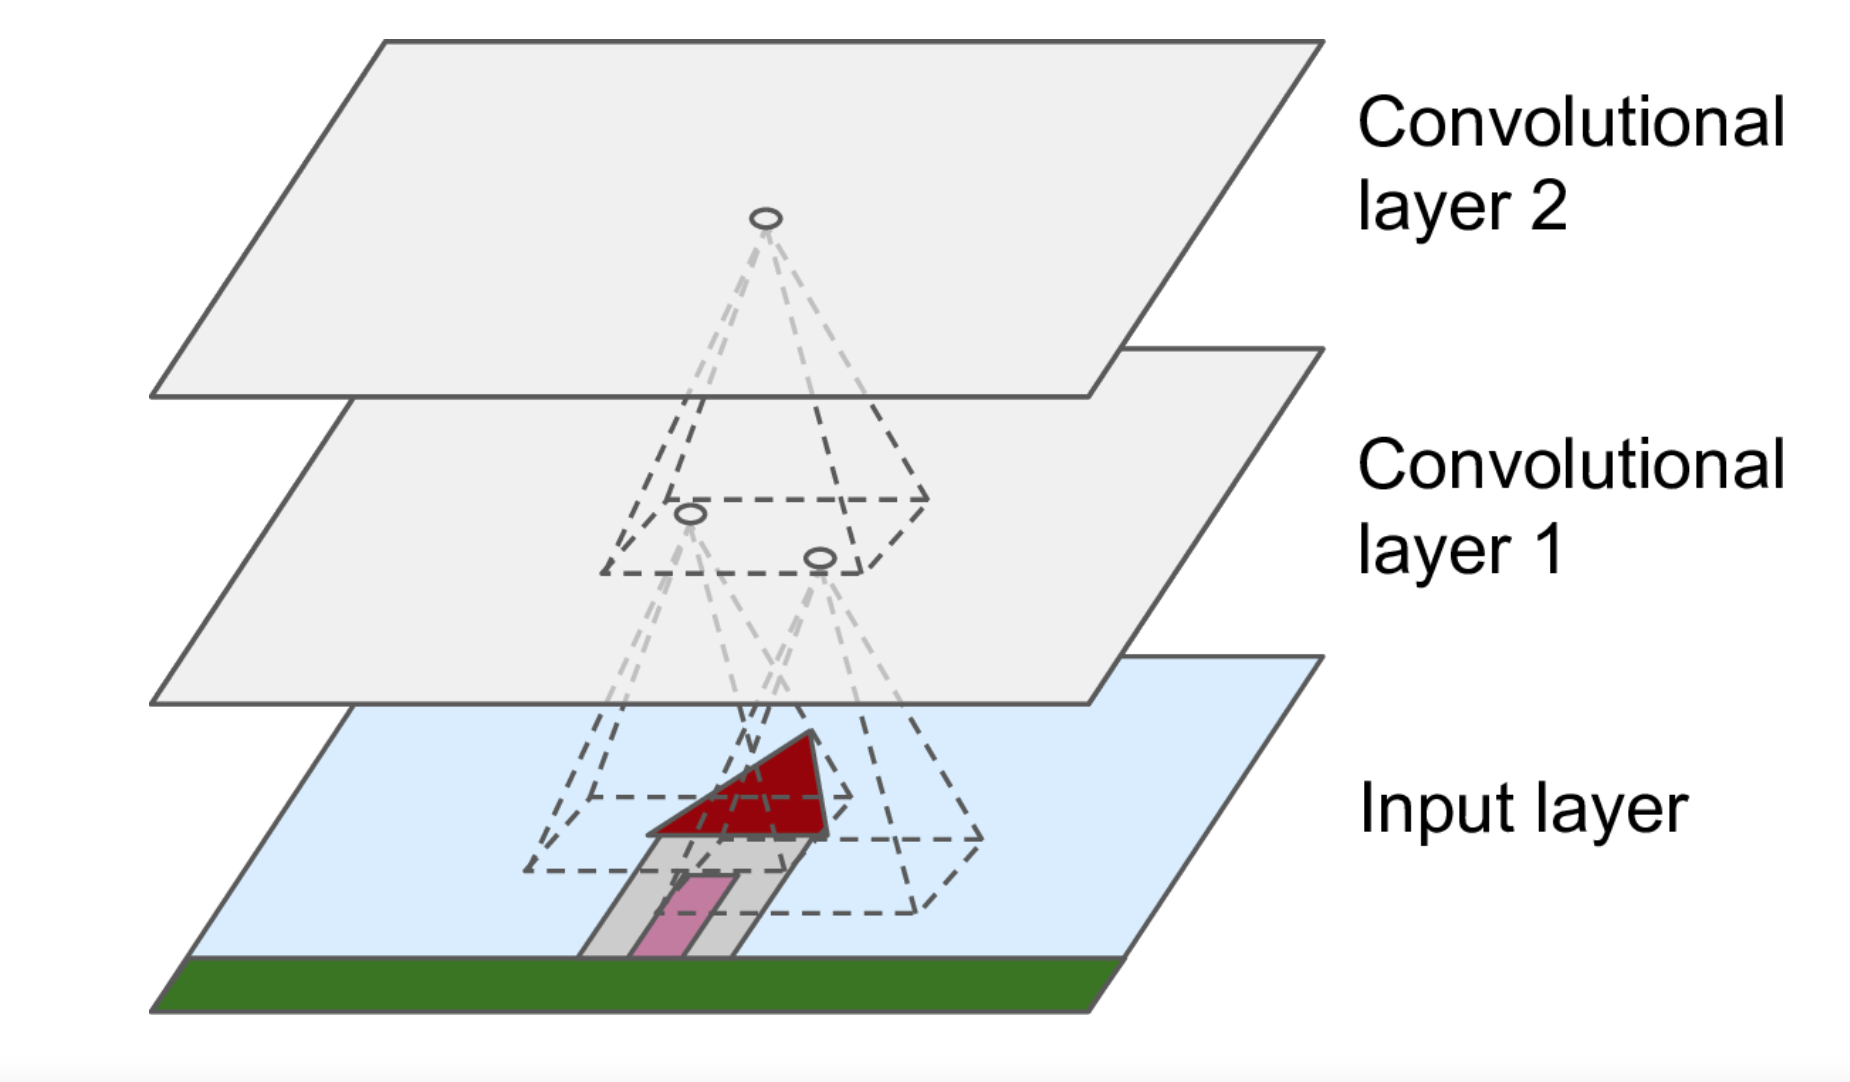 Convolutional
layer 2
Convolutional
layer 1
Input layer